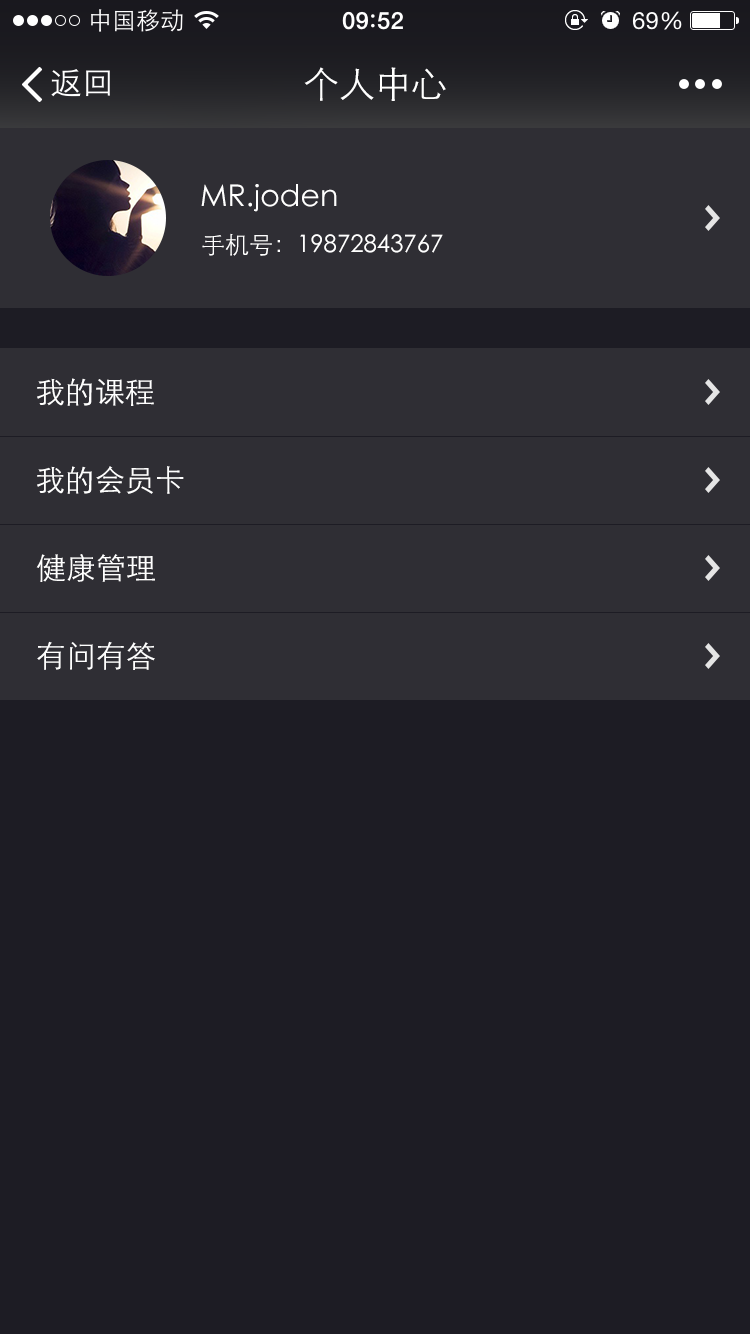 中国移动 09:52 69%
返回 个人中心
MR.joden
手机号：19872843767
我的课程
我的会员卡
健康管理
有问有答